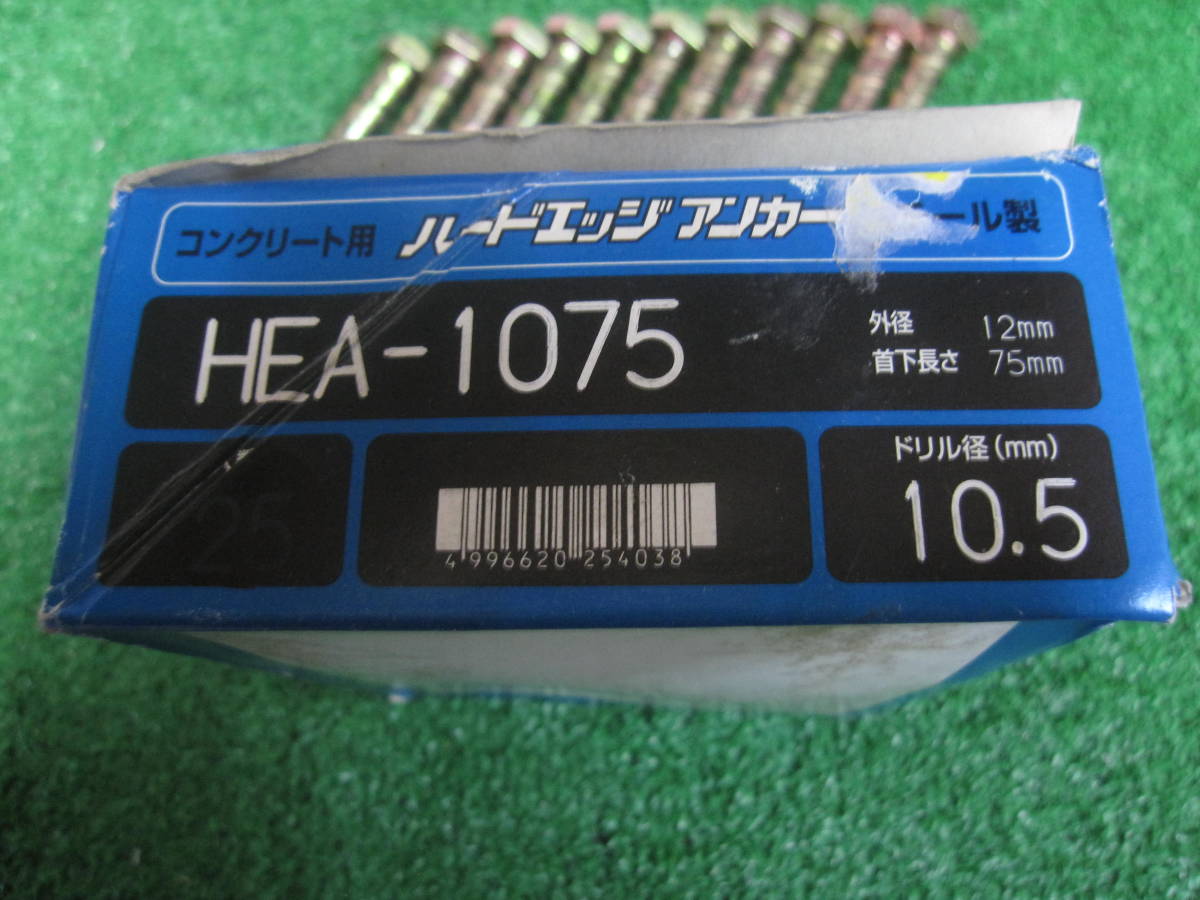 コンクリート用 ハードエッジアンカー ール製
HEA-1075
外径 12mm
首下長さ 75mm
25
ドリル径(mm)
10.5
4 996620 254038